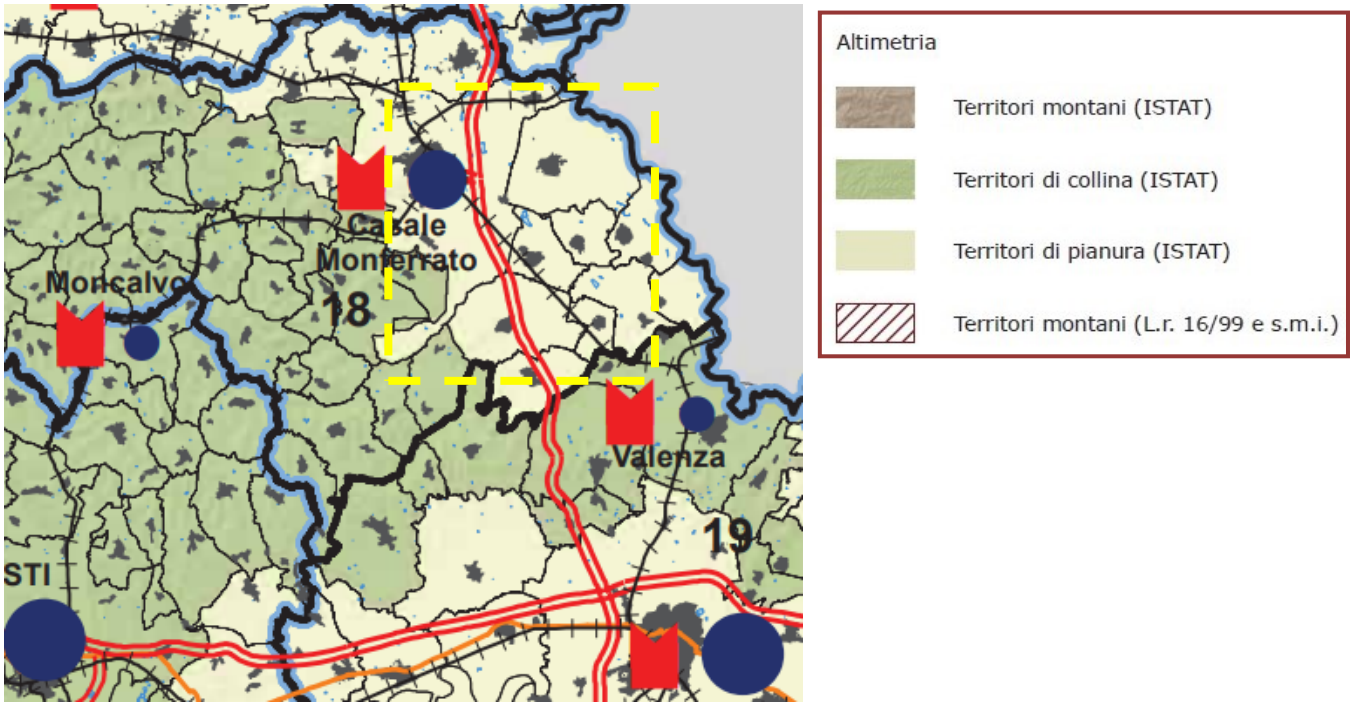 Casale
Monferrato
Moncalvo
18
Valenza
19
STI
Altimetria
Territori montani (ISTAT)
Territori di collina (ISTAT)
Territori di pianura (ISTAT)
Territori montani (L.r. 16/99 e s.m.i.)